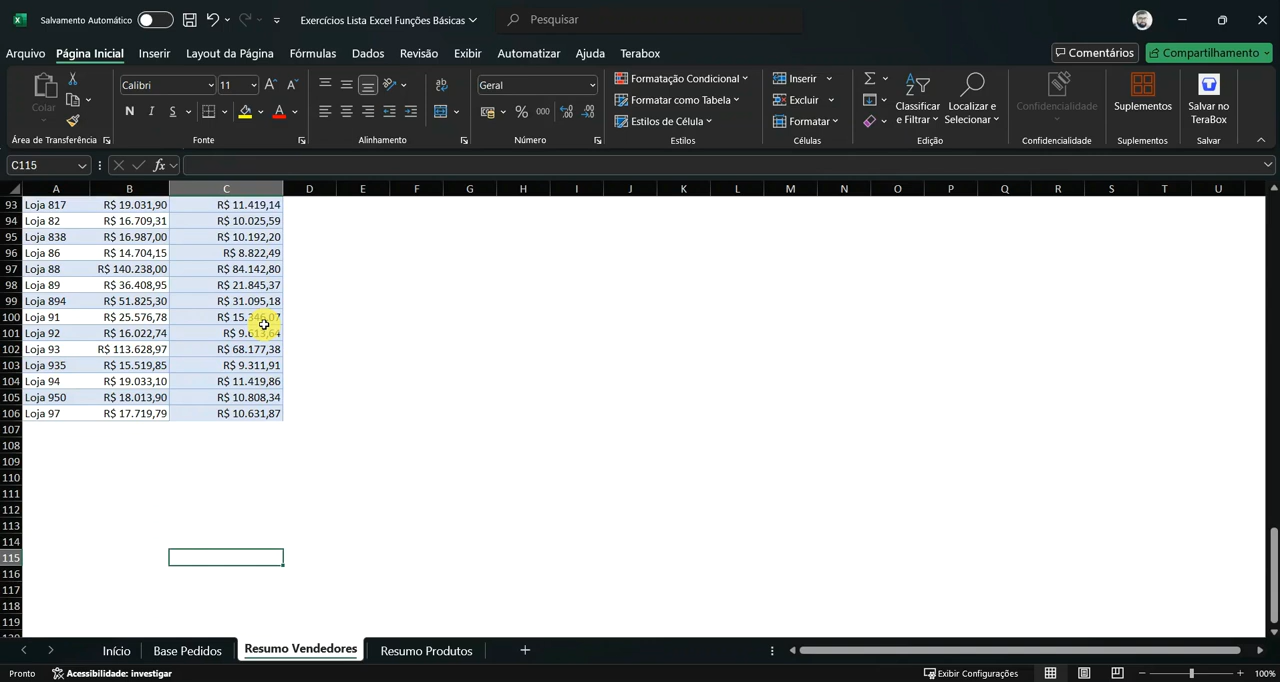 Salvamento Automático
Exercícios Lista Excel Funções Básicas
Pesquisar
Arquivo Página Inicial Inserir Layout da Página Fórmulas Dados Revisão Exibir Automatizar Ajuda Terabox
Comentários Compartilhamento
Colar
Área de Transferência
Calibri 11
N I S
Fonte
Alinhamento
Geral
% 000
Número
Formatação Condicional
Formatar como Tabela
Estilos de Célula
Estilos
Inserir
Excluir
Formatar
Células
Classificar e Filtrar
Localizar e Selecionar
Edição
Confidencialidade
Confidencialidade
Suplementos
Suplementos
Salvar no TeraBox
Salvar
C115 fx
A B C D E F G H I J K L M N O P Q R S T U
93 Loja 817 R$ 19.031,90 R$ 11.419,14
94 Loja 82 R$ 16.709,31 R$ 10.025,59
95 Loja 838 R$ 16.987,00 R$ 10.192,20
96 Loja 86 R$ 14.704,15 R$ 8.822,49
97 Loja 88 R$ 140.238,00 R$ 84.142,80
98 Loja 89 R$ 36.408,95 R$ 21.845,37
99 Loja 894 R$ 51.825,30 R$ 31.095,18
100 Loja 91 R$ 25.576,78 R$ 15.346,07
101 Loja 92 R$ 16.022,74 R$ 9.613,64
102 Loja 93 R$ 113.628,97 R$ 68.177,38
103 Loja 935 R$ 15.519,85 R$ 9.311,91
104 Loja 94 R$ 19.033,10 R$ 11.419,86
105 Loja 950 R$ 18.013,90 R$ 10.808,34
106 Loja 97 R$ 17.719,79 R$ 10.631,87
107
108
109
110
111
112
113
114
115
116
117
118
119
Início Base Pedidos Resumo Vendedores Resumo Produtos
Pronto Acessibilidade: investigar Exibir Configurações 100%